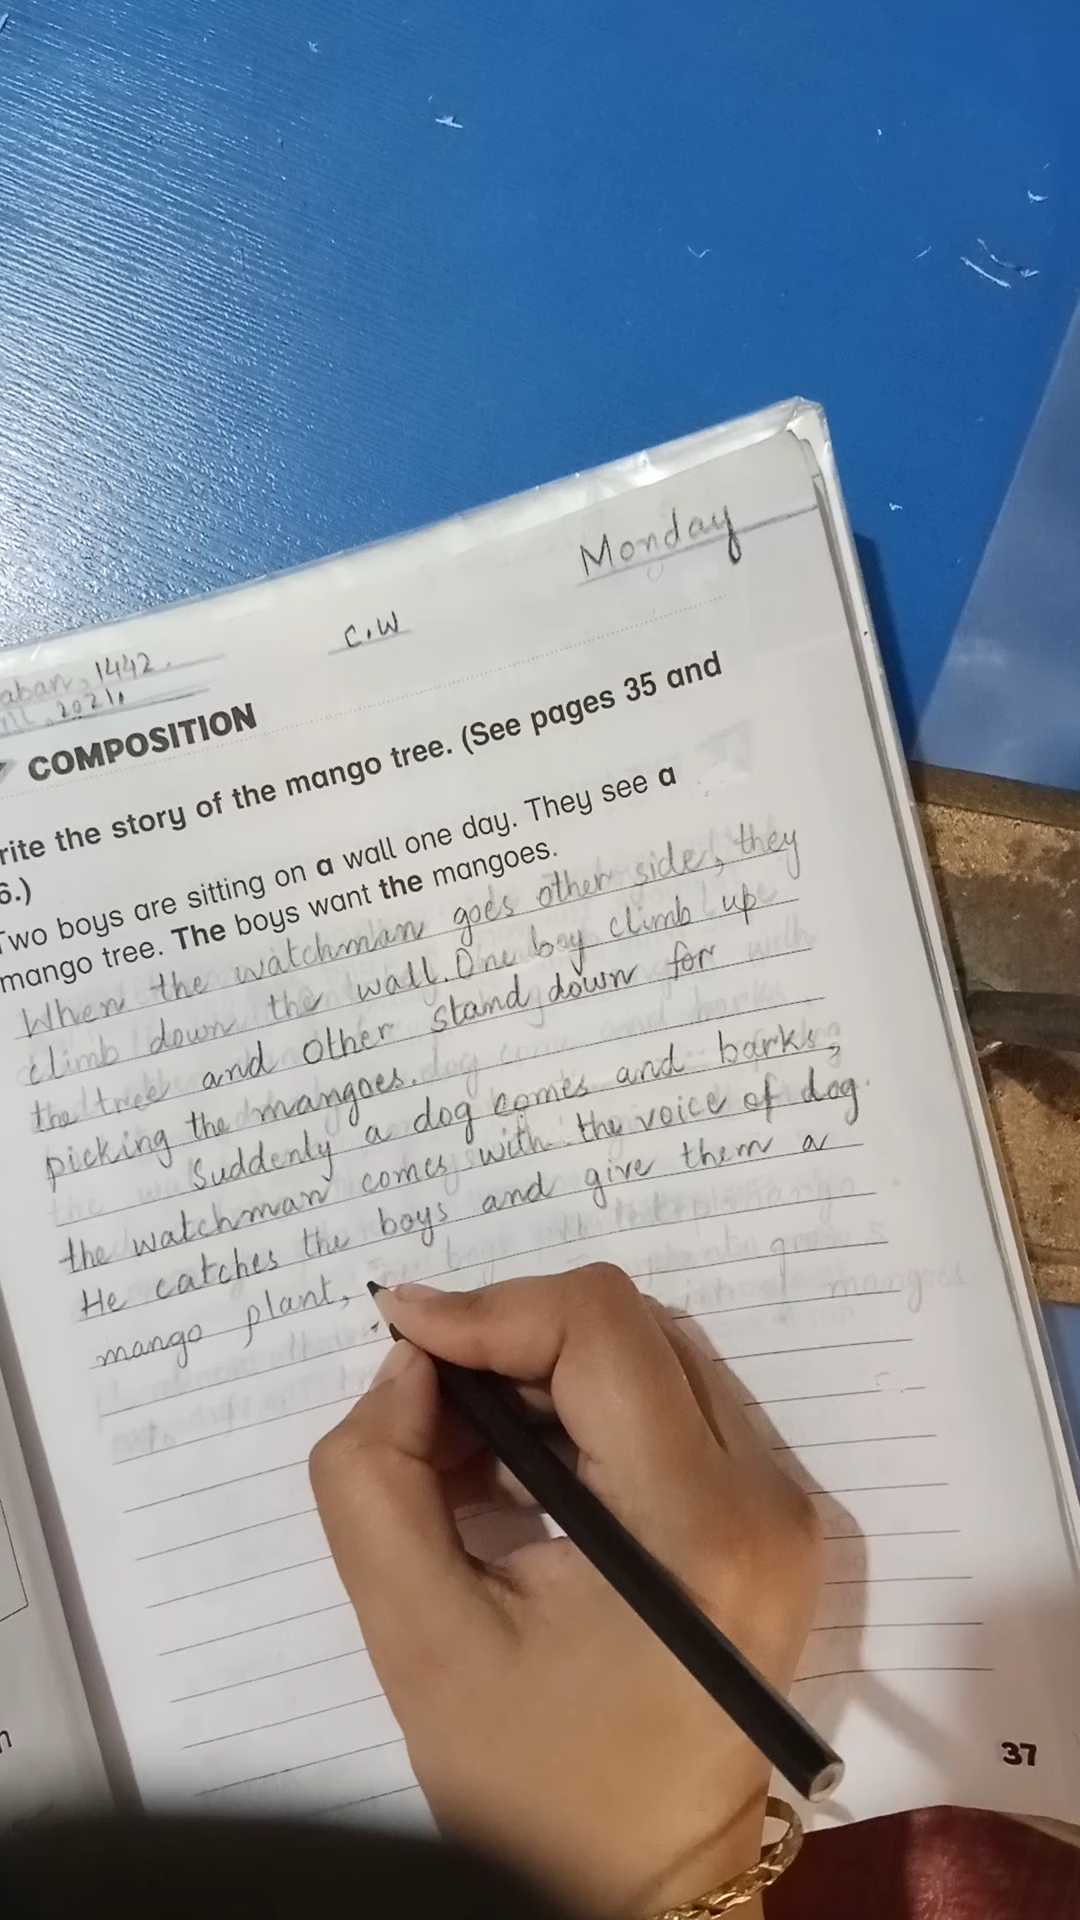 Monday
C.W
aban, 1442.
il, 2021.
COMPOSITION
rite the story of the mango tree. (See pages 35 and
6.)
Two boys are sitting on a wall one day. They see a
mango tree. The boys want the mangoes.
When the watchman goes other side, they
climb down the wall. One boy climb up
the tree and other stand down for
picking the mangoes.
Suddenly a dog comes and barks,
the watchman comes with the voice of dog.
He catches the boys and give them a
mango plant,
37